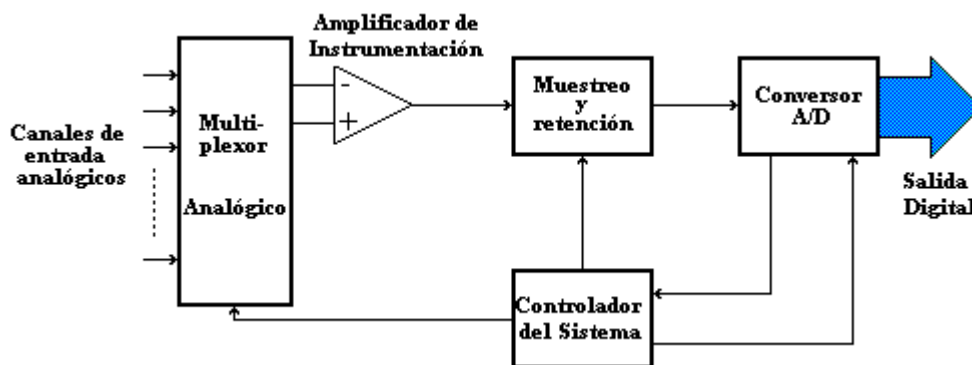 Amplificador de
Instrumentación
Canales de
entrada
analógicos
Multi-
plexor
Analógico
-
+
Muestreo
y
retención
Conversor
A/D
Salida
Digital
Controlador
del Sistema